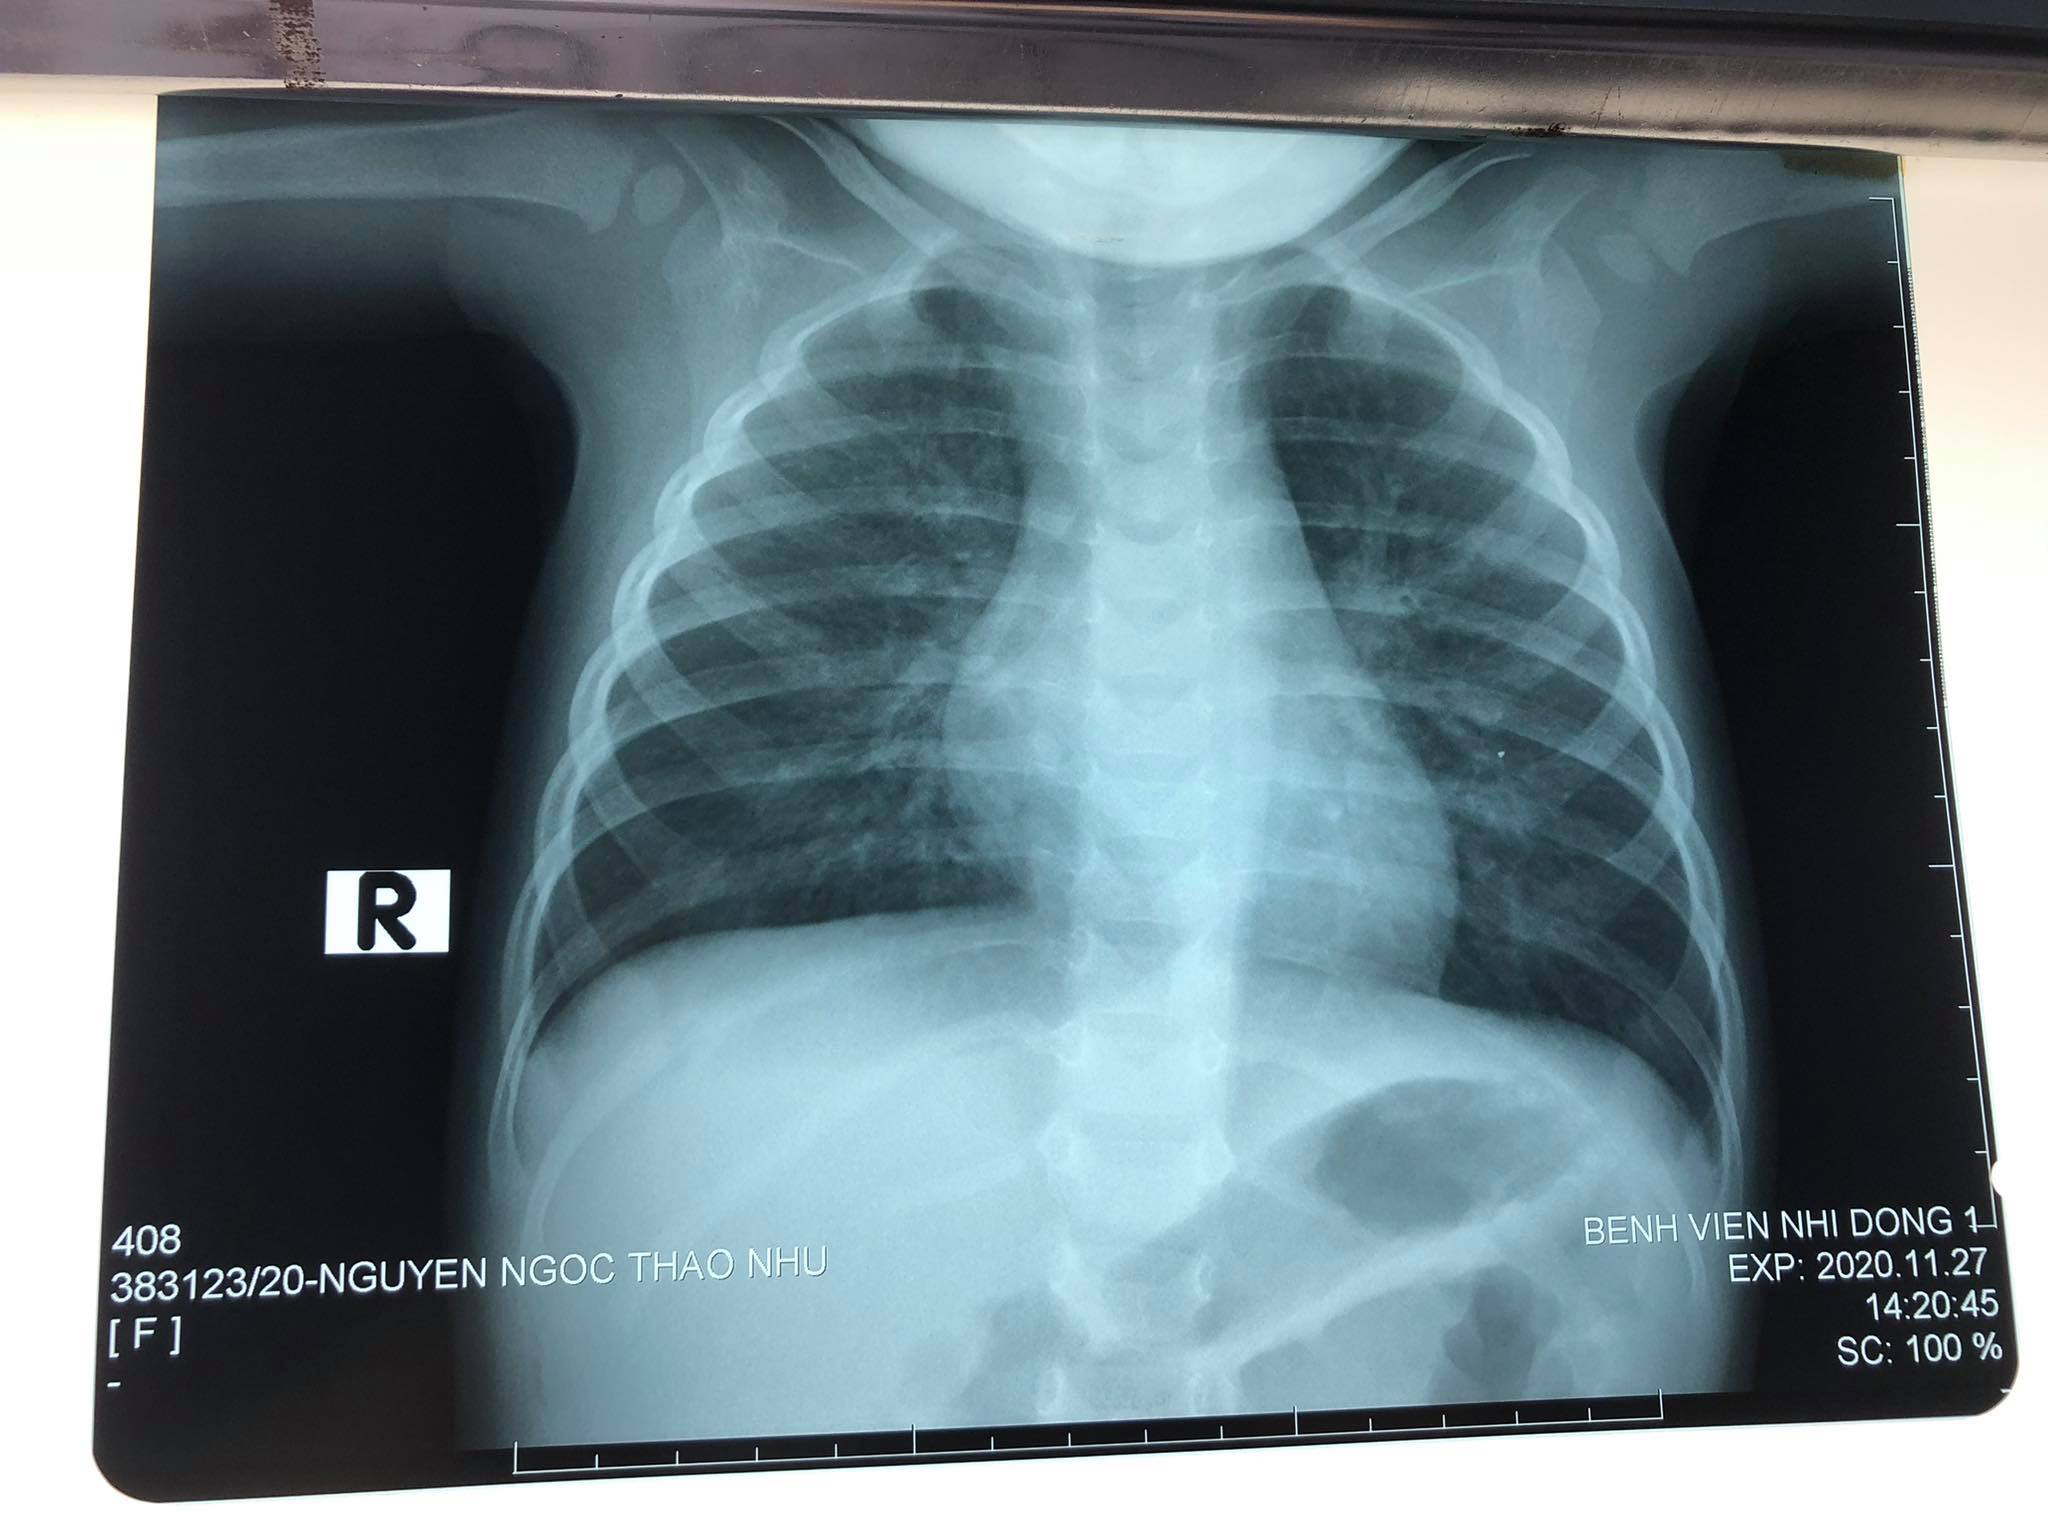 R
408
383123/20-NGUYEN NGOC THAO NHU
[ F ]
-
BENH VIEN NHI DONG 1
EXP: 2020.11.27
14:20:45
SC: 100 %